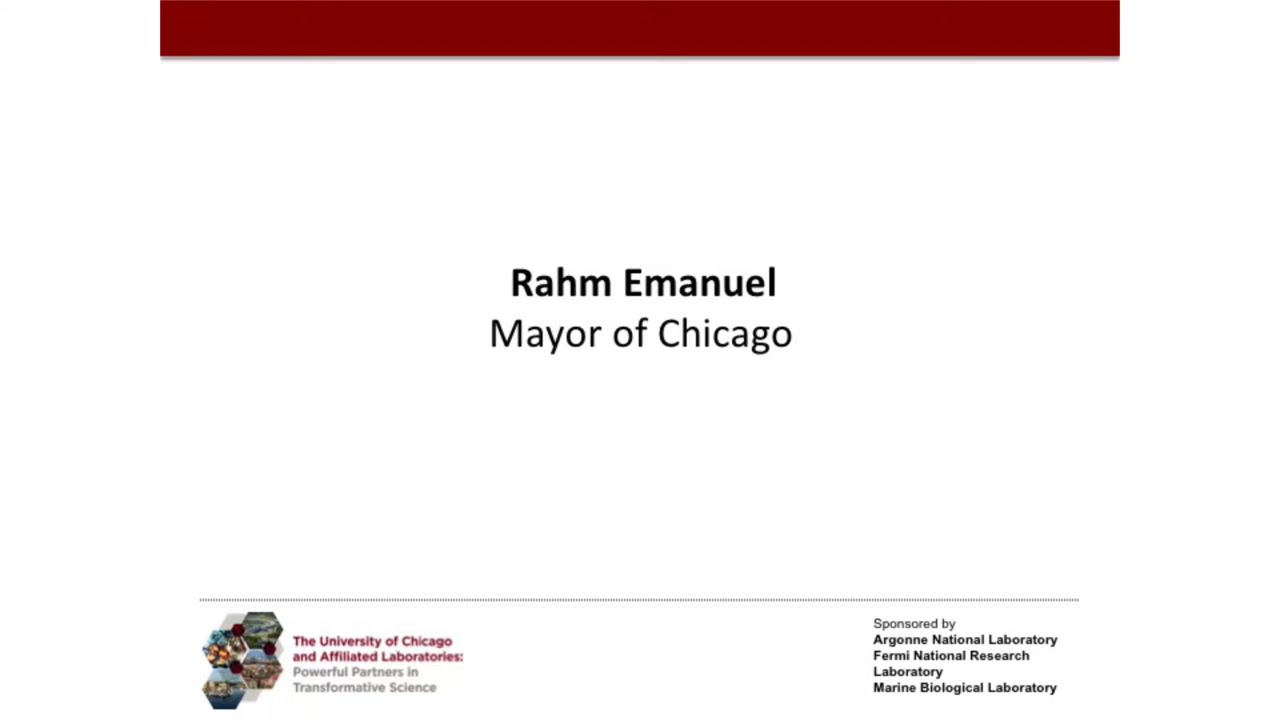 Rahm Emanuel
Mayor of Chicago
The University of Chicago
and Affiliated Laboratories:
Powerful Partners in
Transformative Science
Sponsored by
Argonne National Laboratory
Fermi National Research
Laboratory
Marine Biological Laboratory